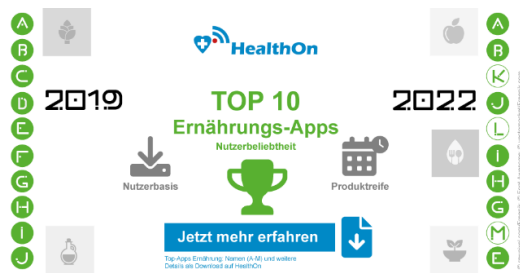 HealthOn
2019
2022
TOP 10
Ernährungs-Apps
Nutzerbeliebtheit
Nutzerbasis
Produktreife
Jetzt mehr erfahren
Top-Apps Ernährung: Namen (A-M) und weitere
Details als Download auf HealthOn
A
B
C
D
E
F
G
H
I
J
A
B
K
J
L
I
H
G
M
E